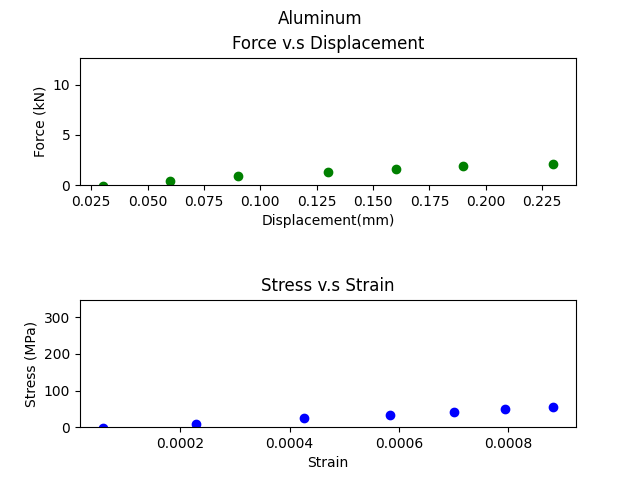 Aluminum
Force v.s Displacement
10
5
0
Force (kN)
0.025 0.050 0.075 0.100 0.125 0.150 0.175 0.200 0.225
Displacement(mm)
Stress v.s Strain
300
200
100
0
Stress (MPa)
0.0002 0.0004 0.0006 0.0008
Strain